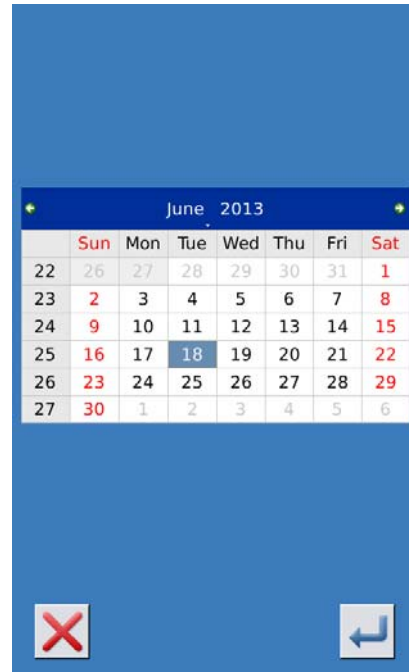 June 2013
Sun Mon Tue Wed Thu Fri Sat
22 26 27 28 29 30 31 1
23 2 3 4 5 6 7 8
24 9 10 11 12 13 14 15
25 16 17 18 19 20 21 22
26 23 24 25 26 27 28 29
27 30 1 2 3 4 5 6